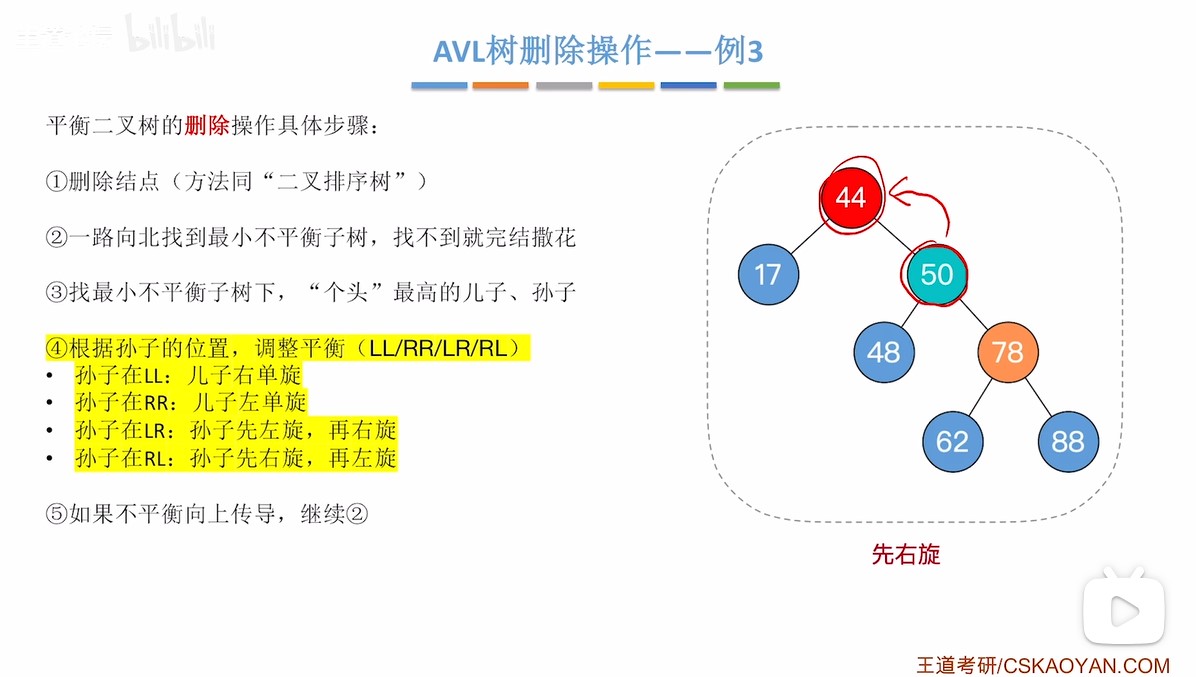 bilibili
AVL树删除操作——例3
平衡二叉树的删除操作具体步骤：
①删除结点（方法同“二叉排序树”）
②一路向北找到最小不平衡子树，找不到就完结撒花
③找最小不平衡子树下，“个头”最高的儿子、孙子
④根据孙子的位置，调整平衡（LL/RR/LR/RL）
• 孙子在LL：儿子右单旋
• 孙子在RR：儿子左单旋
• 孙子在LR：孙子先左旋，再右旋
• 孙子在RL：孙子先右旋，再左旋
⑤如果不平衡向上传导，继续②
44
17
50
48
78
62
88
先右旋
王道考研/CSKAOYAN.COM